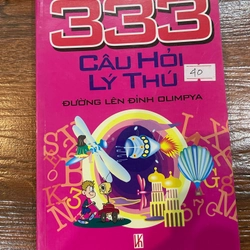 333
CÂU HỎI
LÝ THÚ
40
ĐƯỜNG LÊN ĐỈNH OLIMPYA